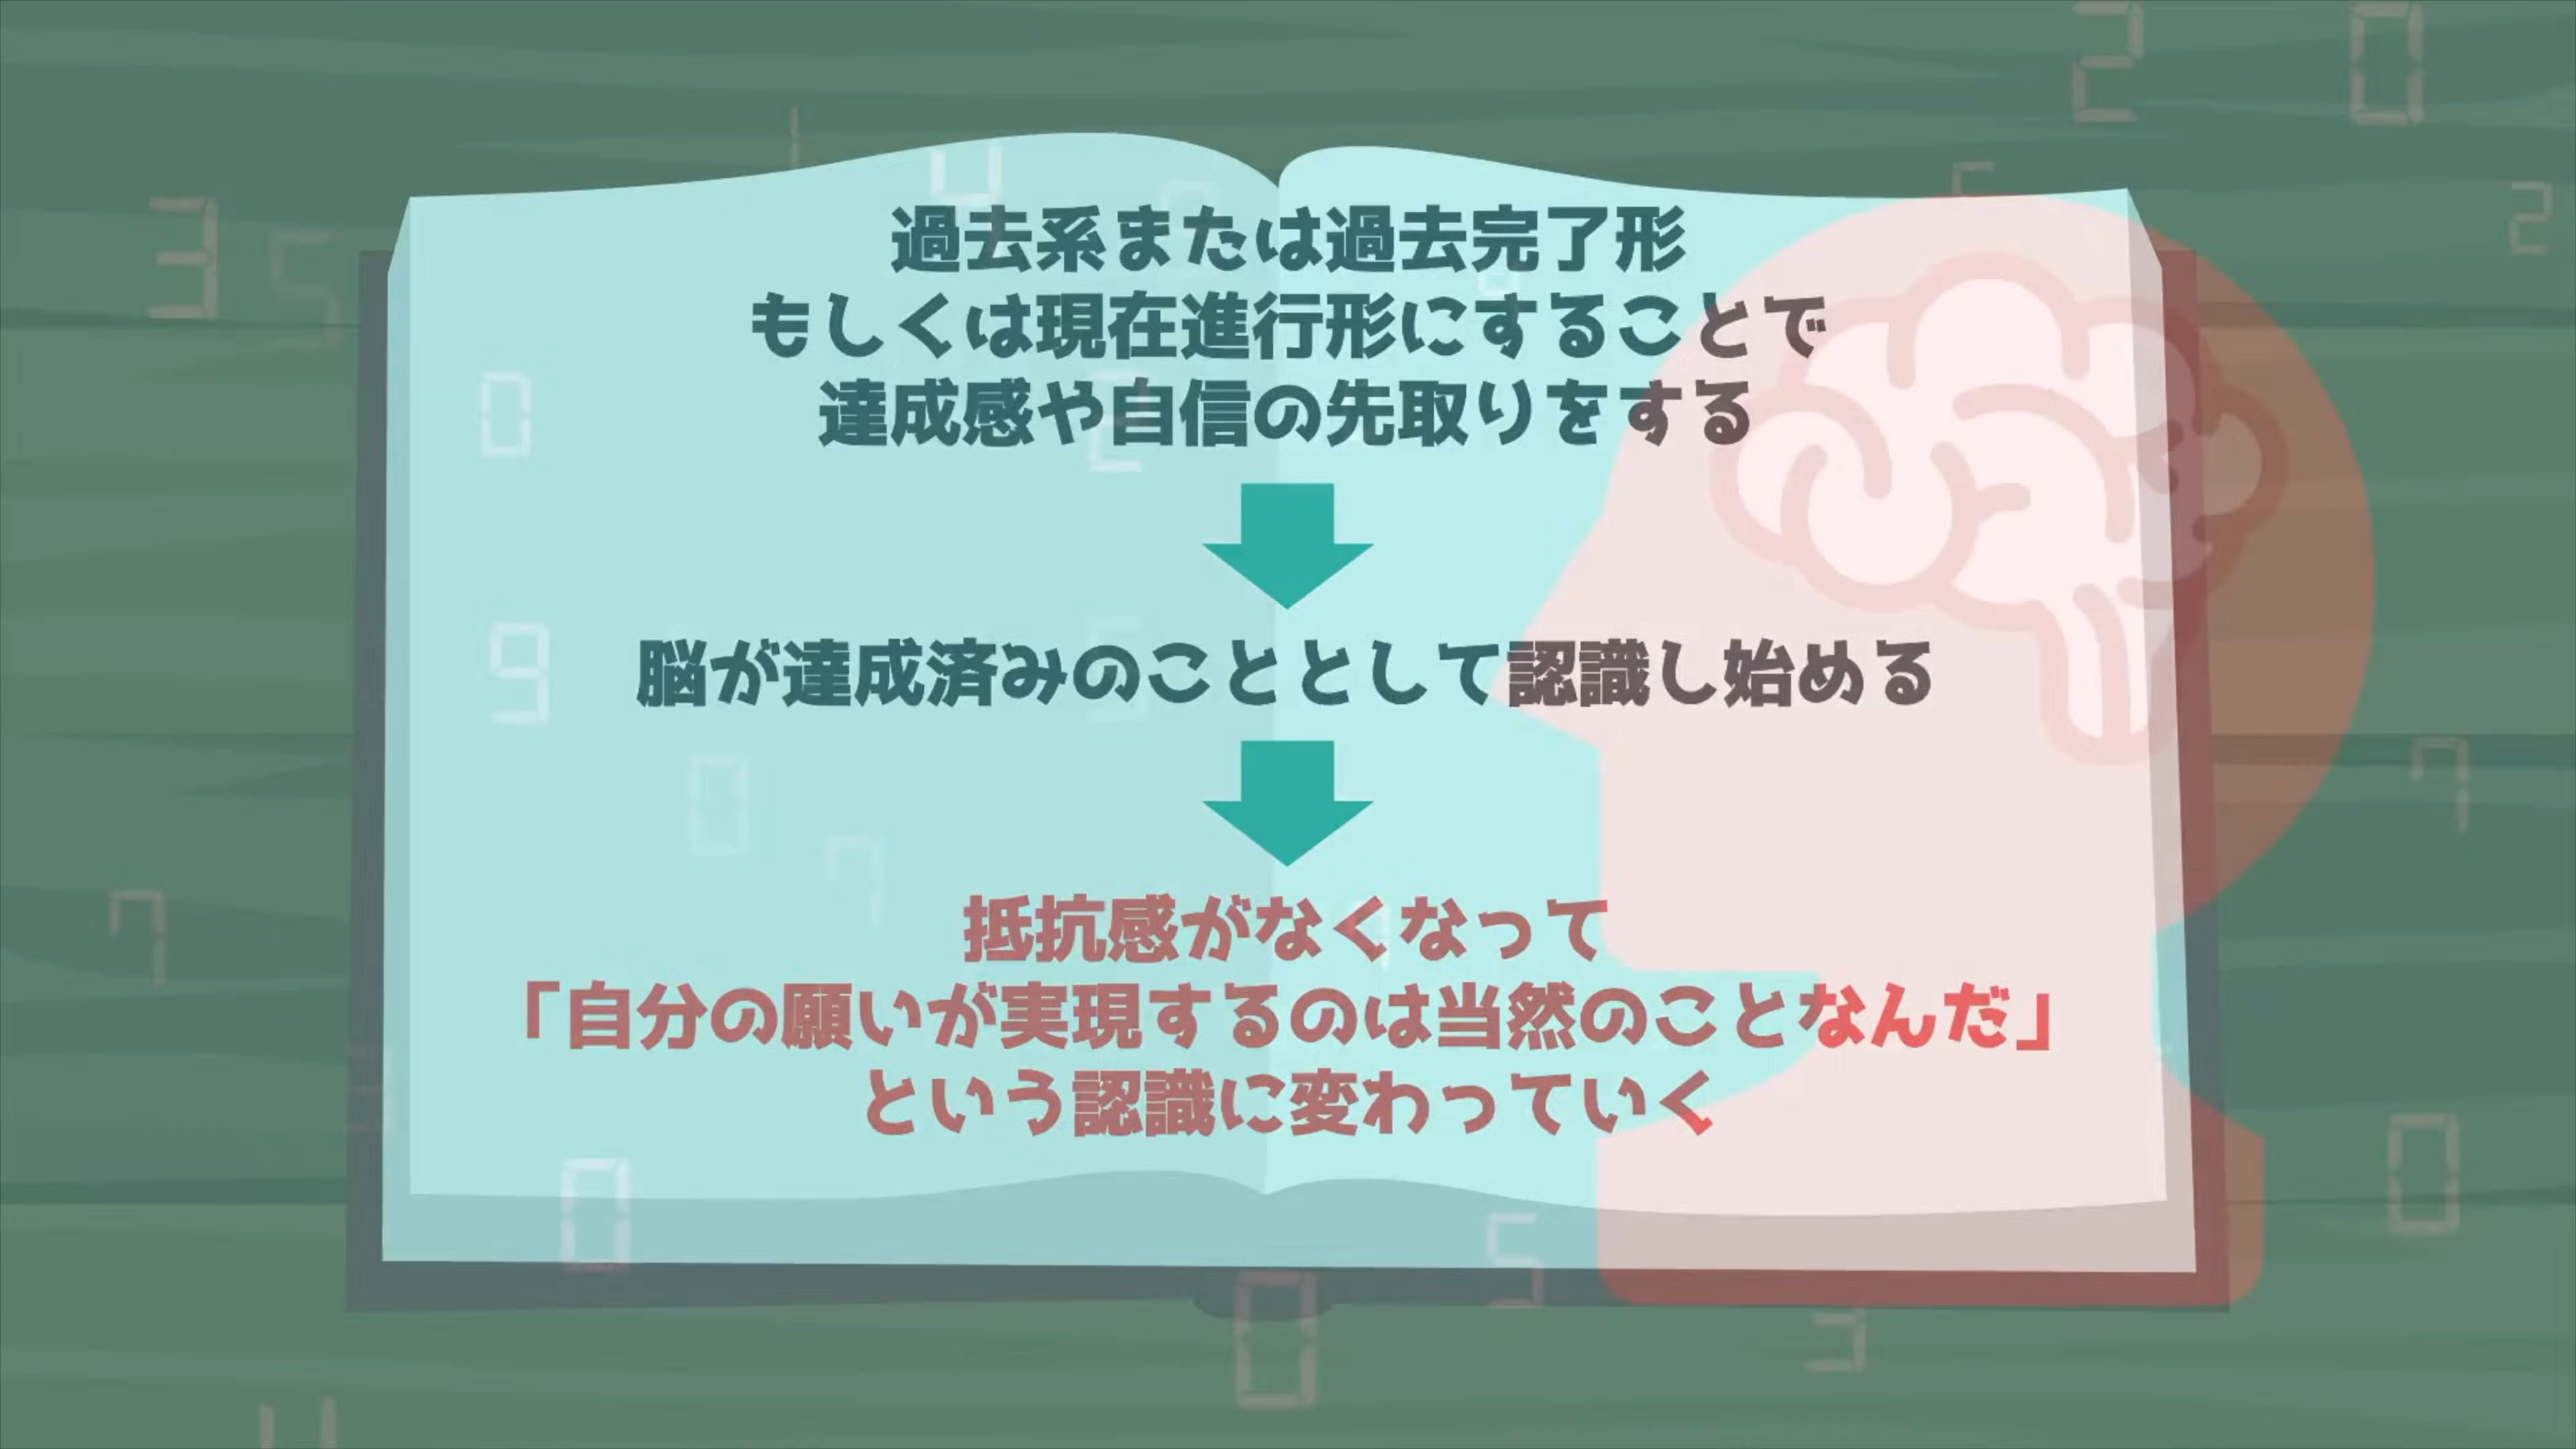 過去系または過去完了形
もしくは現在進行形にすることで
達成感や自信の先取りをする
脳が達成済みのこととして認識し始める
抵抗感がなくなって
「自分の願いが実現するのは当然のことなんだ」
という認識に変わっていく